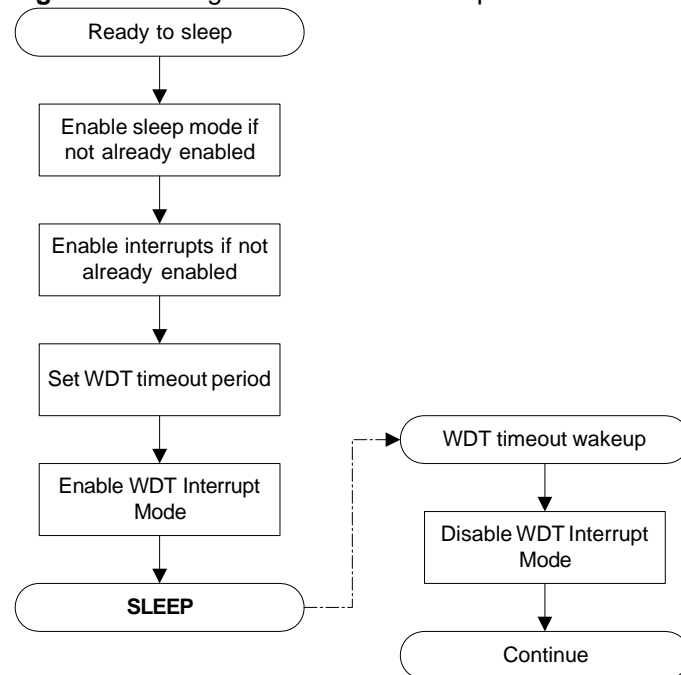 Ready to sleep
Enable sleep mode if
not already enabled
Enable interrupts if not
already enabled
Set WDT timeout period
Enable WDT Interrupt
Mode
SLEEP
WDT timeout wakeup
Disable WDT Interrupt
Mode
Continue